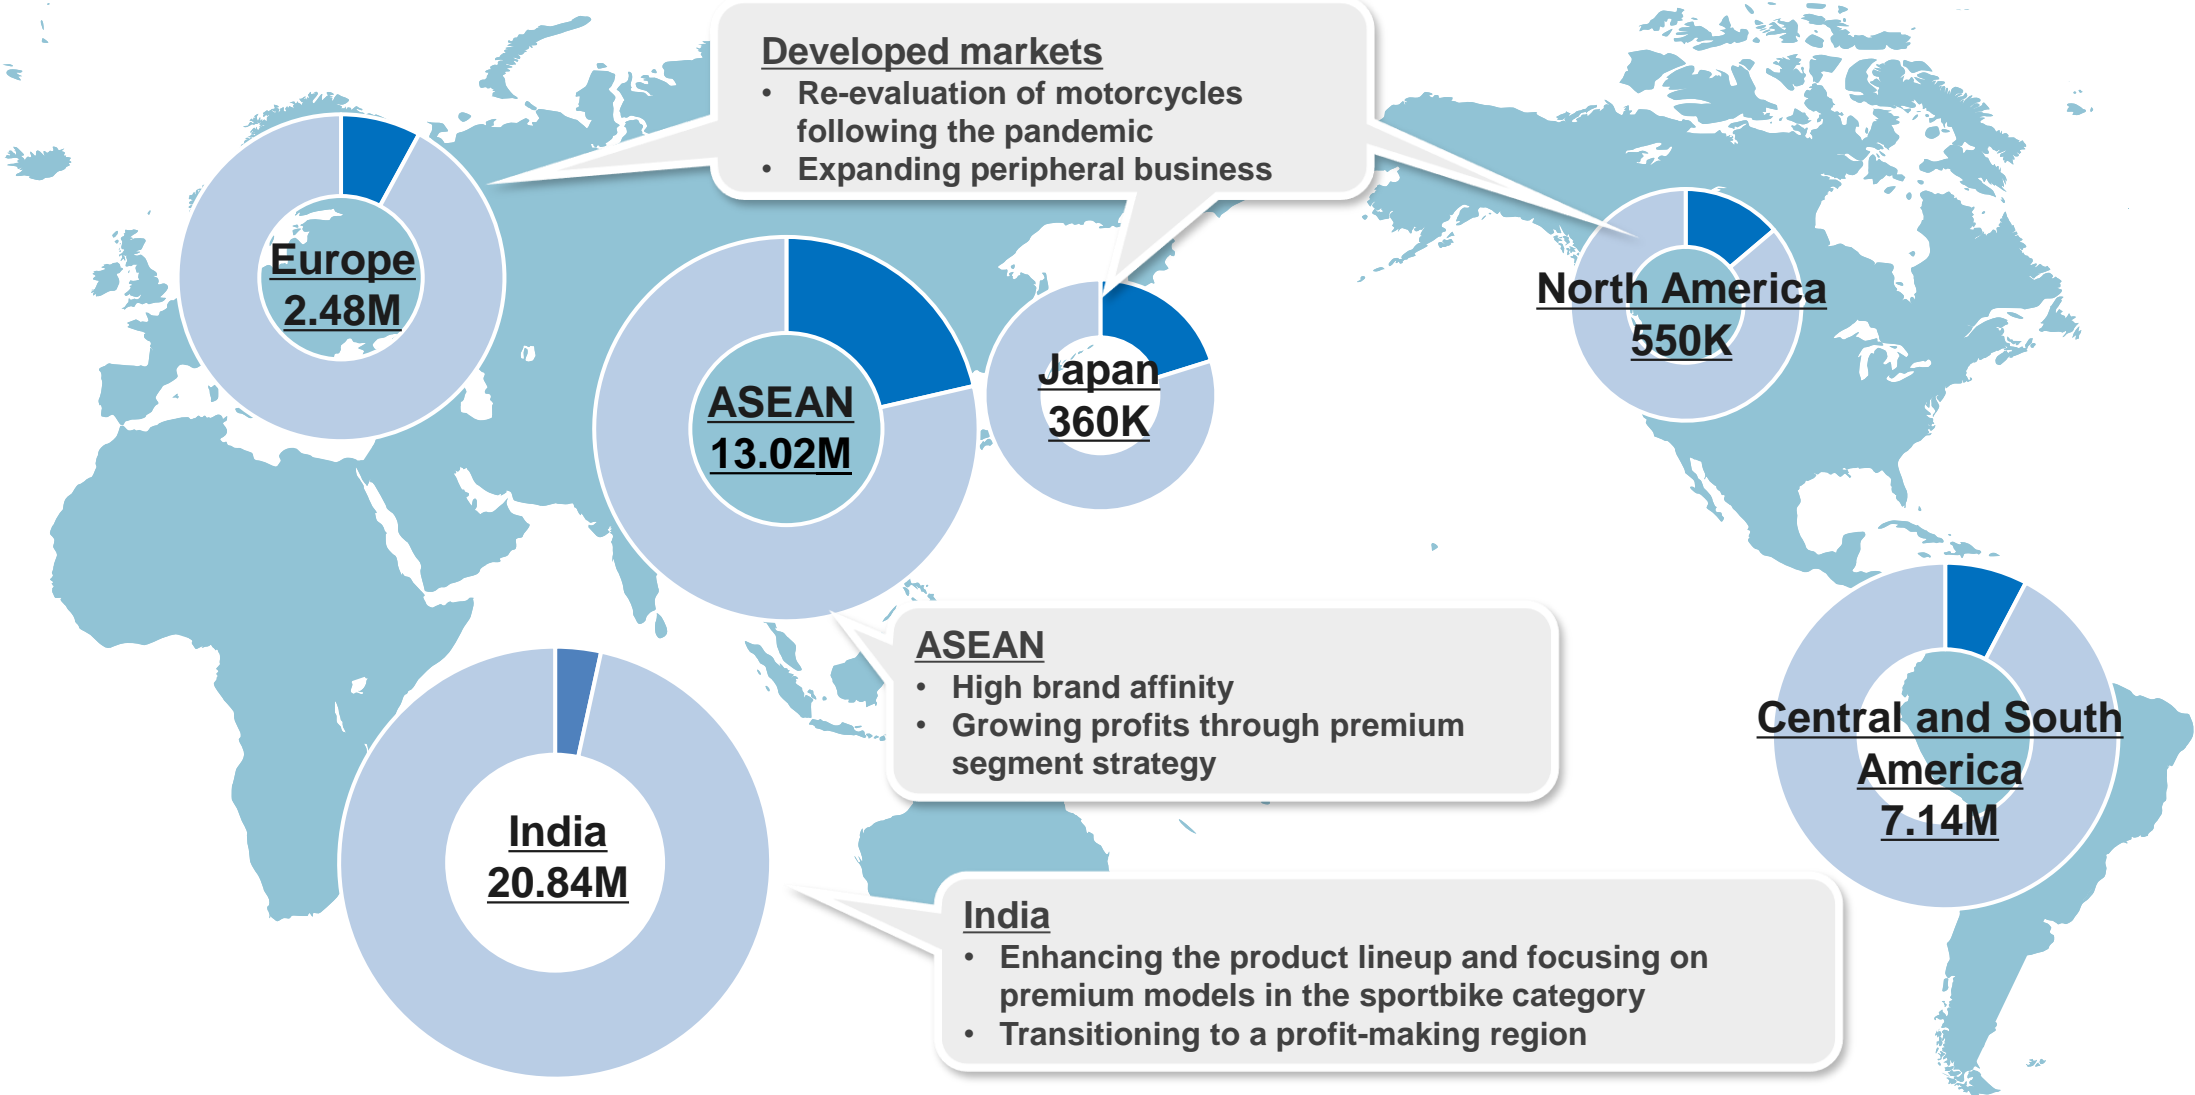 Developed markets
• Re-evaluation of motorcycles
following the pandemic
• Expanding peripheral business
Europe
2.48M
ASEAN
13.02M
Japan
360K
North America
550K
ASEAN
• High brand affinity
• Growing profits through premium
segment strategy
Central and South
America
7.14M
India
20.84M
India
• Enhancing the product lineup and focusing on
premium models in the sportbike category
• Transitioning to a profit-making region